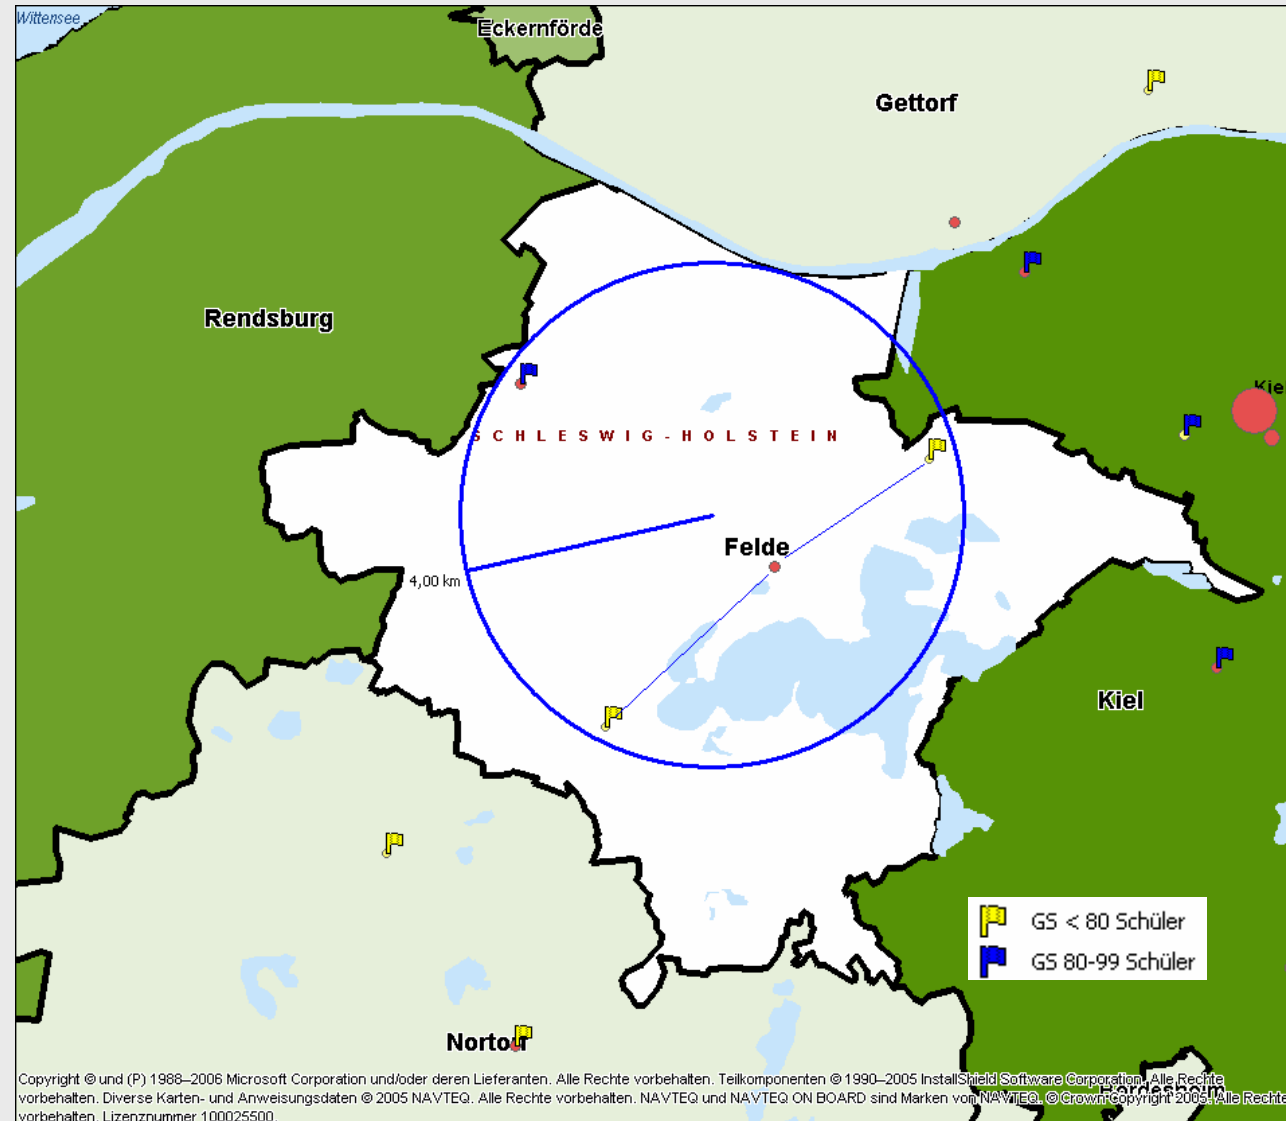 Wittensee
Eckernförde
Gettorf
Rendsburg
Kiel
SCHLESWIG-HOLSTEIN
Felde
4,00 km
Kiel
GS < 80 Schüler
GS 80-99 Schüler
Nortorf
Bordesholm
Copyright © und (P) 1988–2006 Microsoft Corporation und/oder deren Lieferanten. Alle Rechte vorbehalten. Teilkomponenten © 1990–2005 InstallShield Software Corporation. Alle Rechte
vorbehalten. Diverse Karten- und Anweisungsdaten © 2005 NAVTEQ. Alle Rechte vorbehalten. NAVTEQ und NAVTEQ ON BOARD sind Marken von NAVTEQ. © Crown Copyright 2005. Alle Rechte
vorbehalten. Lizenznummer 100025500.